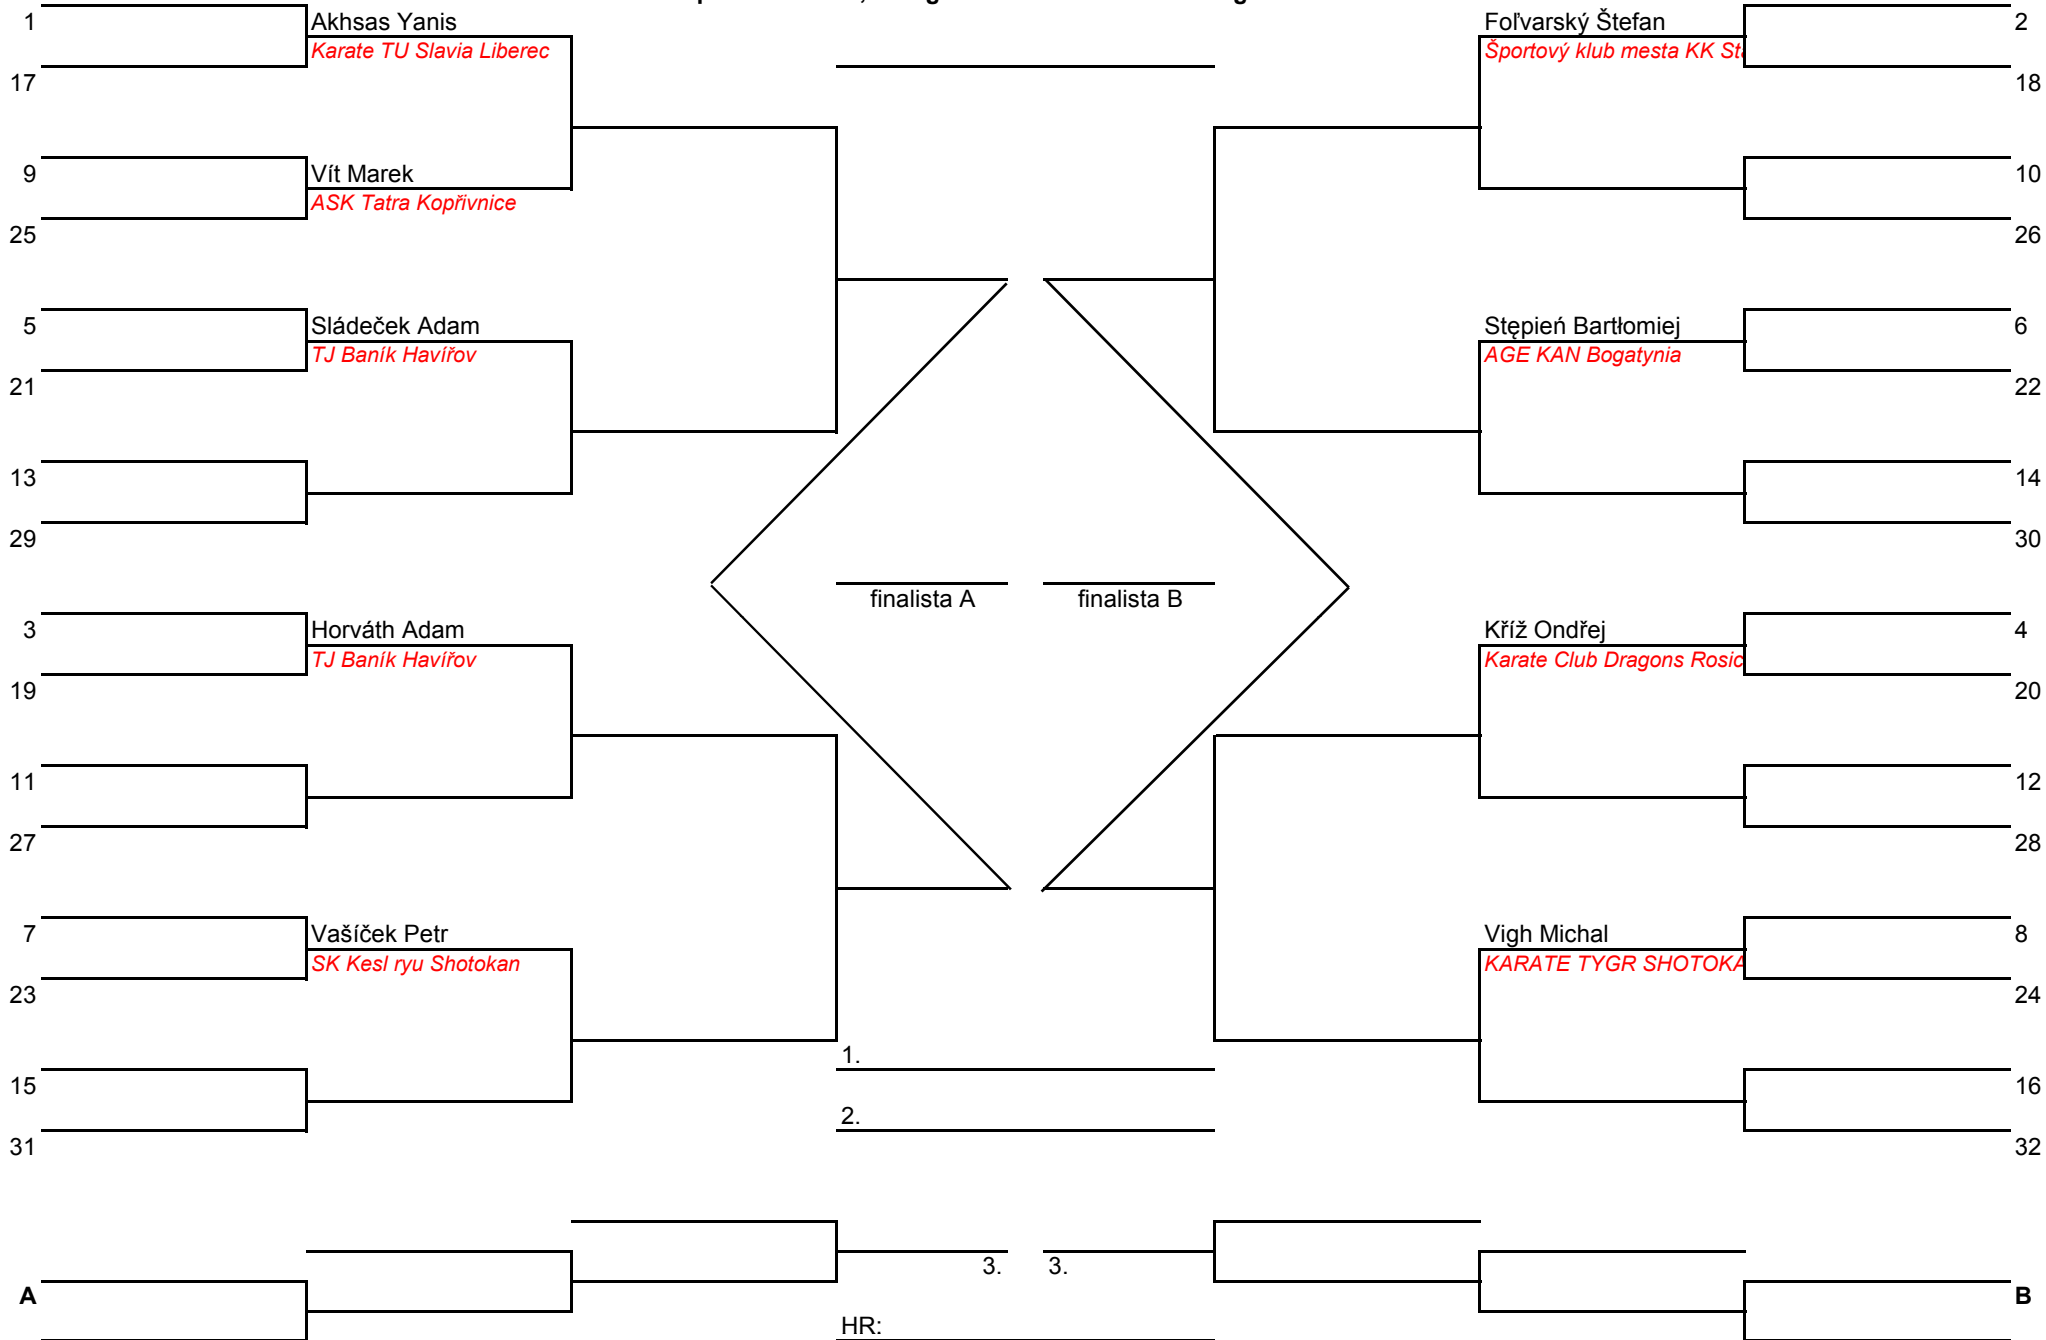 1
Akhsas Yanis
Karate TU Slavia Liberec
17
9
Vít Marek
ASK Tatra Kopřivnice
25
5
Sládeček Adam
TJ Baník Havířov
21
13
29
3
Horváth Adam
TJ Baník Havířov
19
11
27
7
Vašíček Petr
SK Kesl ryu Shotokan
23
15
31
A
finalista A
finalista B
1.
2.
3.
3.
HR:
Foľvarský Štefan
2
Športový klub mesta KK St
18
10
26
Stępień Bartłomiej
6
AGE KAN Bogatynia
22
14
30
Kříž Ondřej
4
Karate Club Dragons Rosic
20
12
28
Vigh Michal
8
KARATE TYGR SHOTOKA
24
16
32
B